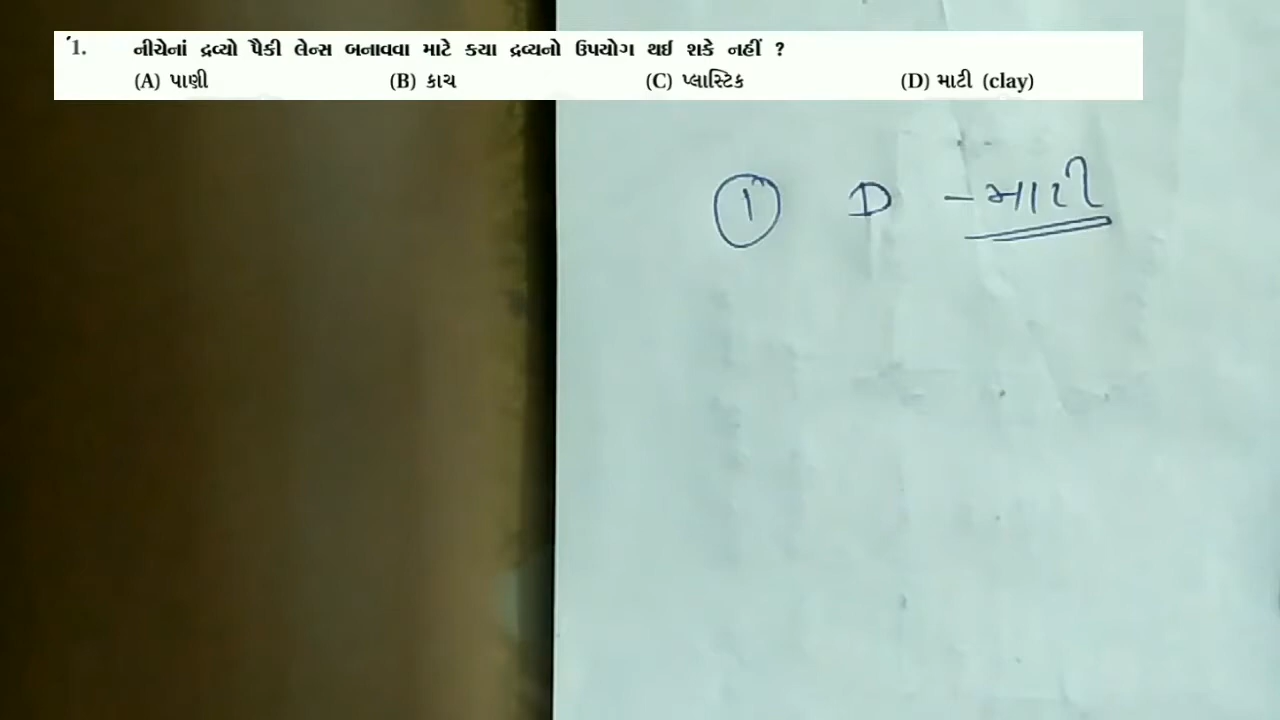 1. નીચેનાં દ્રવ્યો પૈકી લેન્સ બનાવવા માટે કયા દ્રવ્યનો ઉપયોગ થઈ શકે નહીં ?
(A) પાણી (B) કાચ (C) પ્લાસ્ટિક (D) માટી (clay)
1 D – માટી